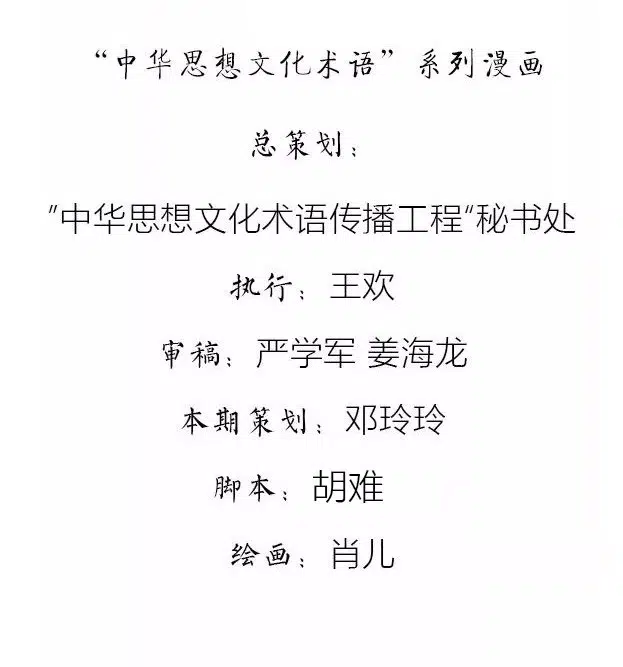 “中华思想文化术语”系列漫画
总策划：
”中华思想文化术语传播工程“秘书处
执行：王欢
审稿：严学军 姜海龙
本期策划：邓玲玲
脚本：胡难
绘画：肖儿